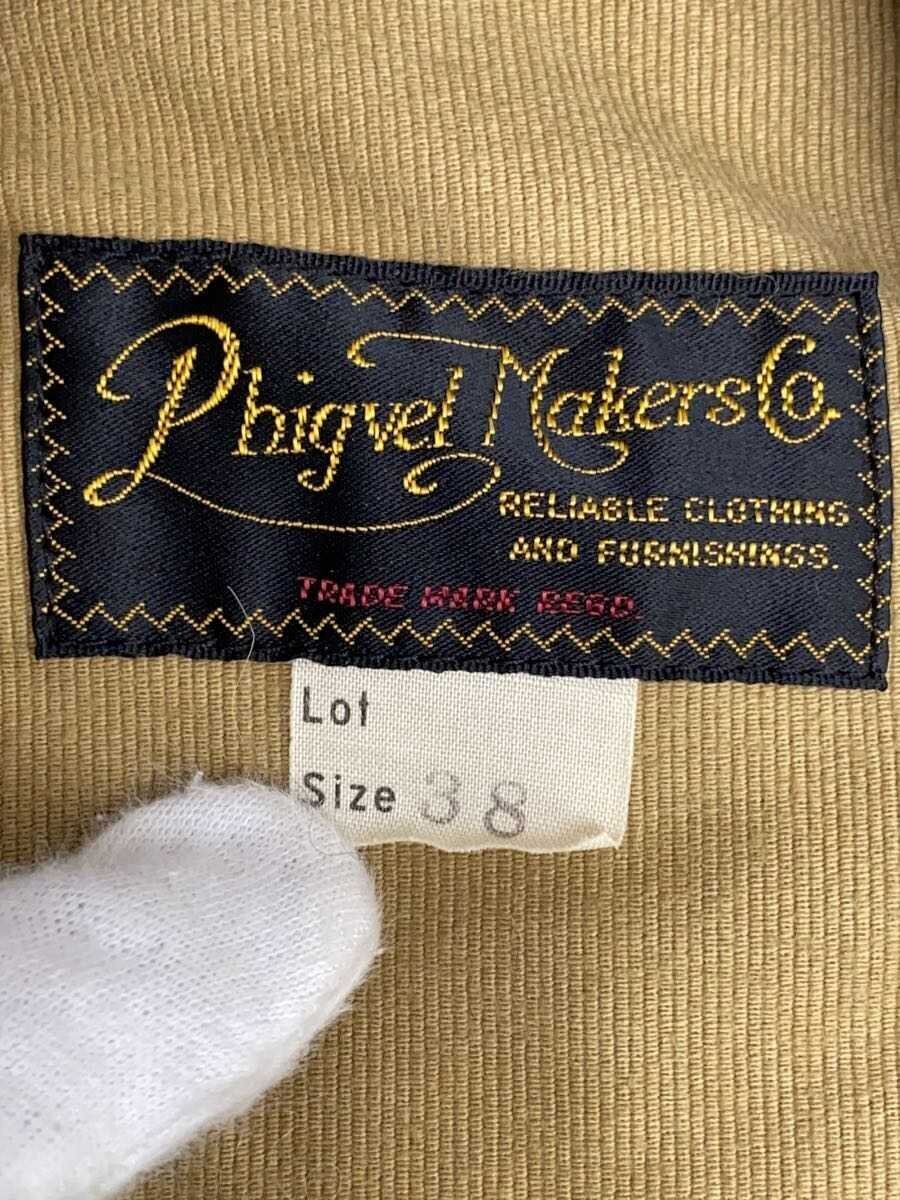 Phigvel Makers Co.
RELIABLE CLOTHING
AND FURNISHINGS.
TRADE MARK REGD.
Lot
Size 38